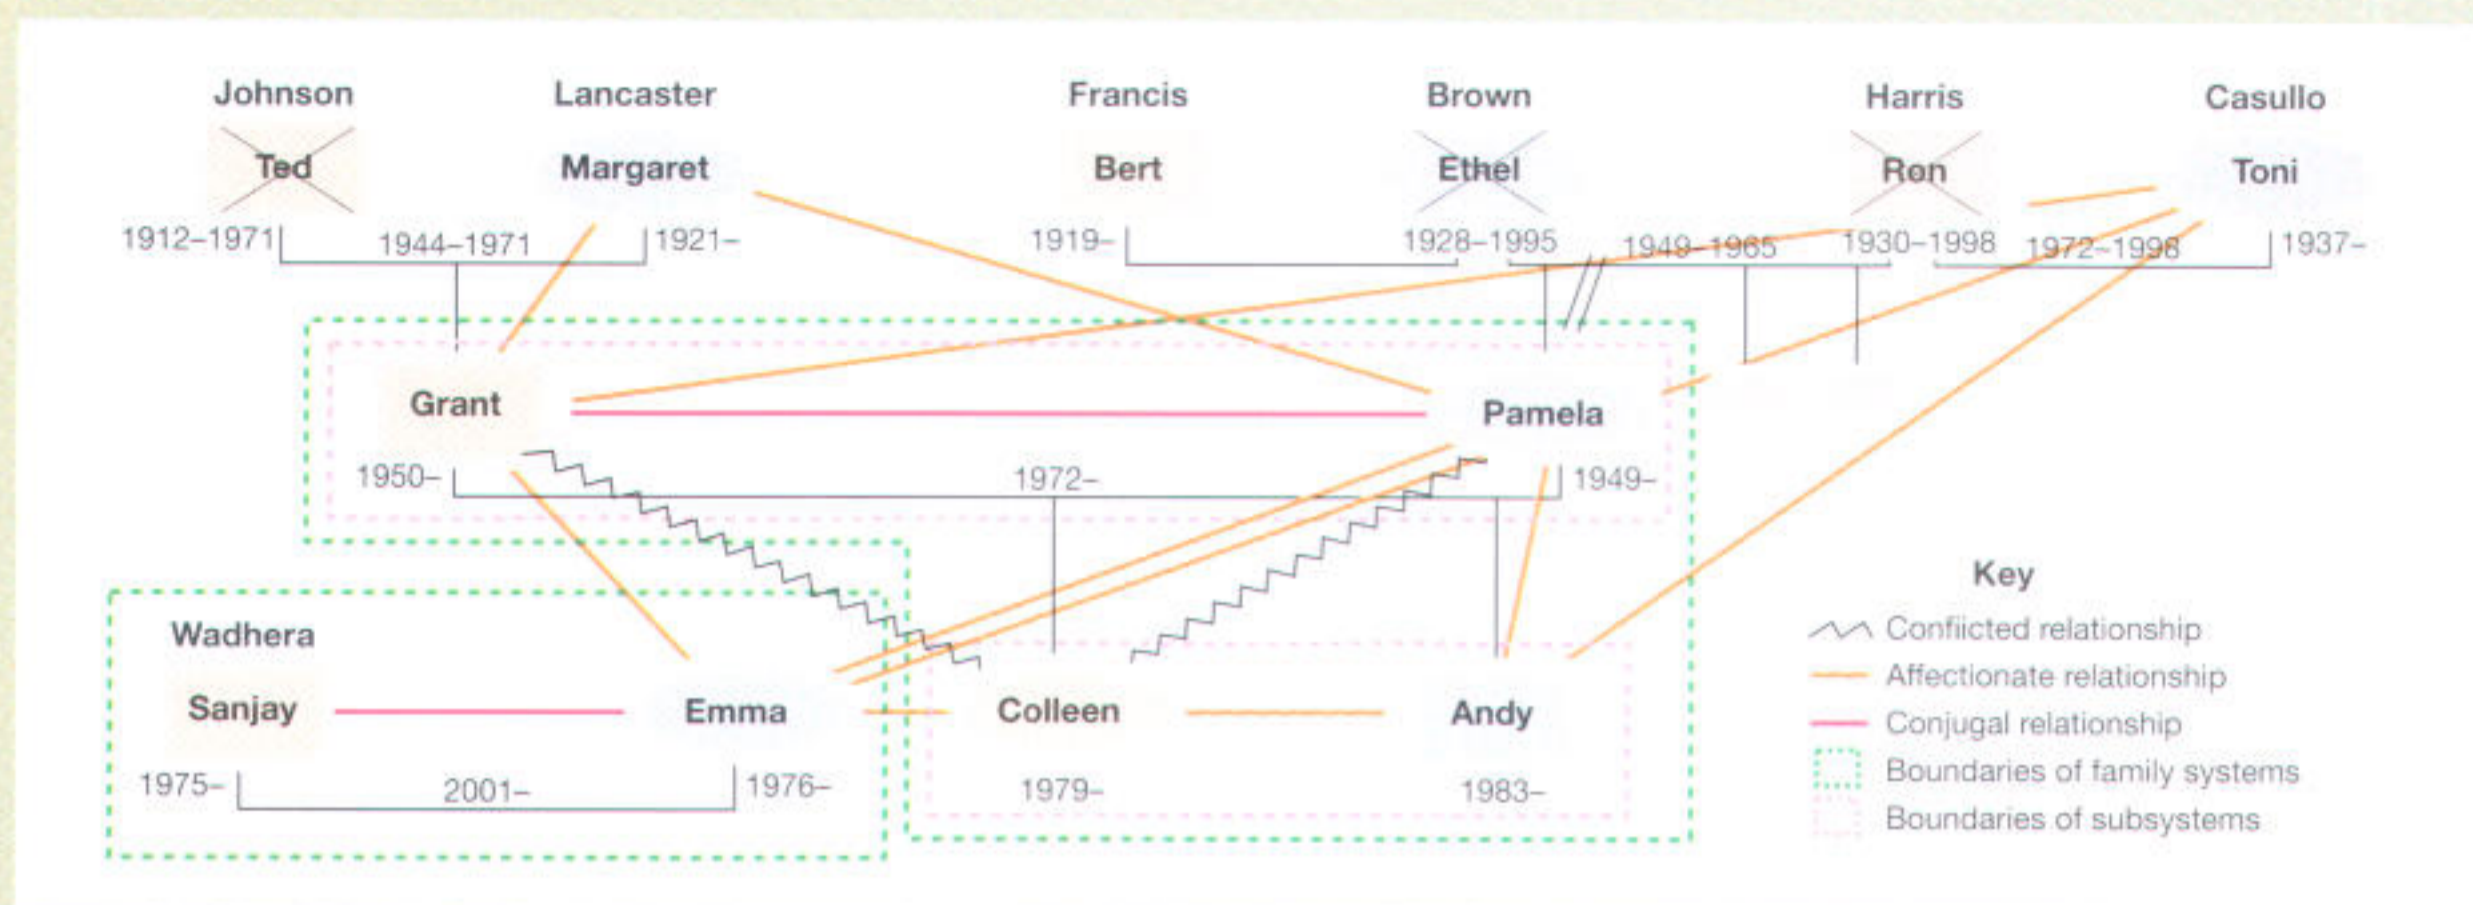 Johnson Lancaster Francis Brown Harris Casullo
Ted Margaret Bert Ethel Ron Toni
1912–1971 1944–1971 1921– 1919– 1928–1995 1949–1965 1930–1998 1972–1998 1937–
Grant Pamela
1950– 1972– 1949–
Key
Wadhera
Confiicted relationship
Affectionate relationship
Sanjay Emma Colleen Andy
Conjugal relationship
1975– 2001– 1976– 1979– 1983–
Boundaries of family systems
Boundaries of subsystems